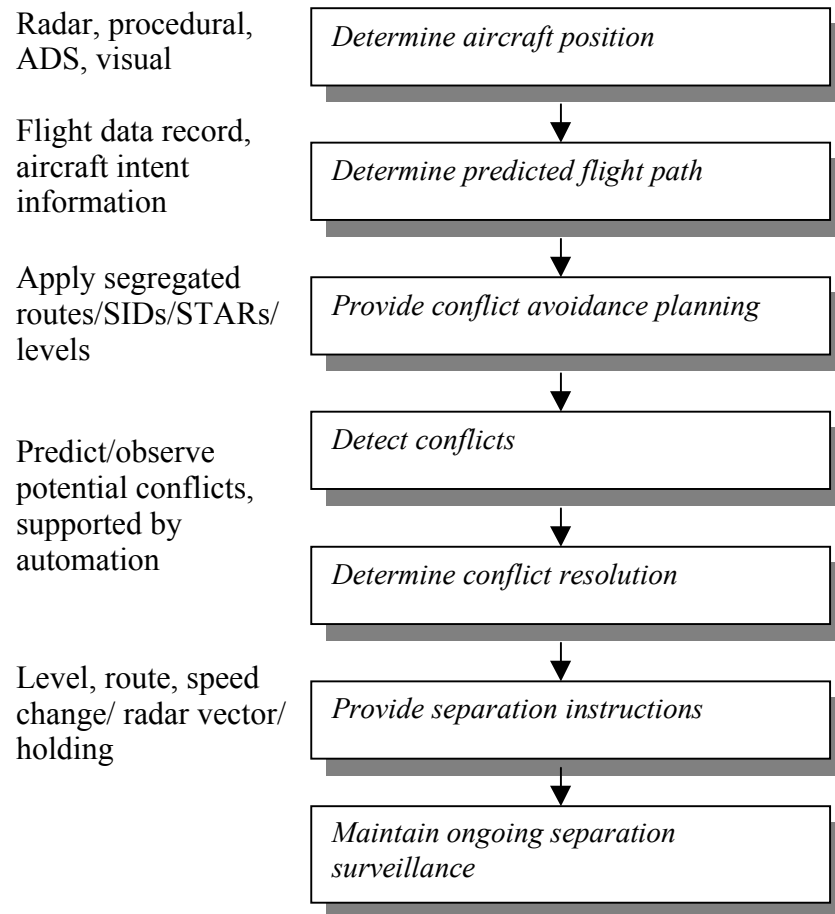 Radar, procedural,
ADS, visual
Determine aircraft position
Flight data record,
aircraft intent
information
Determine predicted flight path
Apply segregated
routes/SIDs/STARs/
levels
Provide conflict avoidance planning
Detect conflicts
Predict/observe
potential conflicts,
supported by
automation
Determine conflict resolution
Level, route, speed
change/ radar vector/
holding
Provide separation instructions
Maintain ongoing separation
surveillance